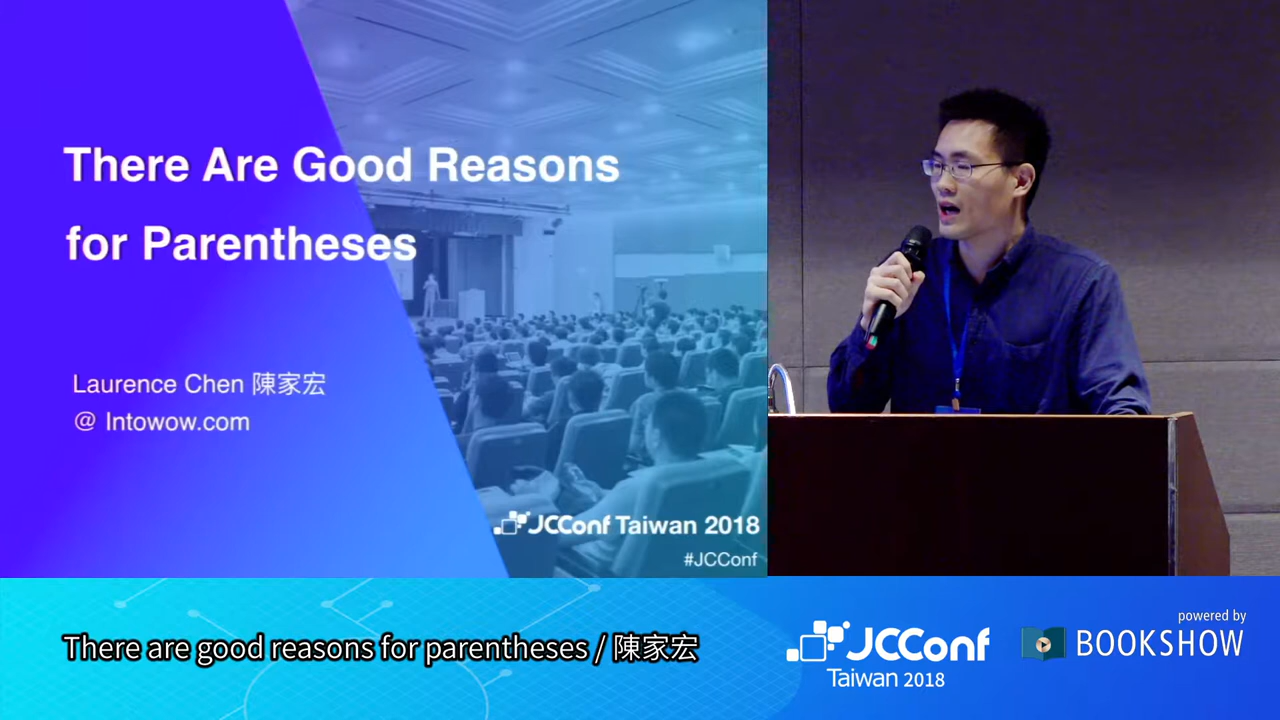 There Are Good Reasons
for Parentheses
Laurence Chen 陳家宏
@ Intowow.com
JCConf Taiwan 2018
#JCConf
There are good reasons for parentheses / 陳家宏
JCConf
Taiwan 2018
powered by
BOOKSHOW